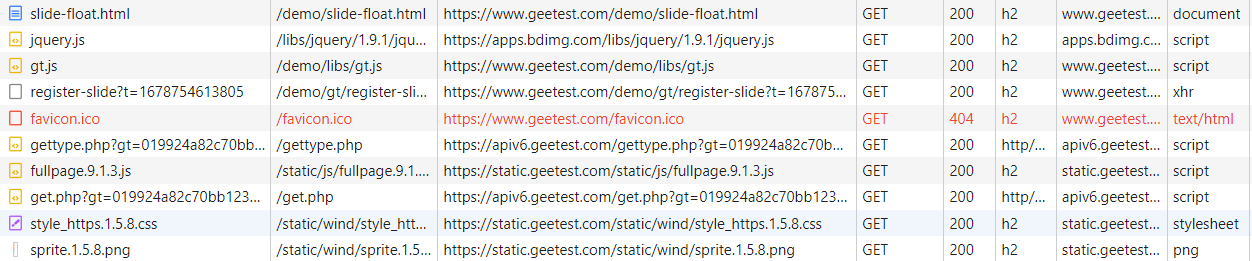 slide-float.html /demo/slide-float.html https://www.geetest.com/demo/slide-float.html GET 200 h2 www.geetest.... document
jquery.js /libs/jquery/1.9.1/jqu... https://apps.bdimg.com/libs/jquery/1.9.1/jquery.js GET 200 h2 apps.bdimg.... script
gt.js /demo/libs/gt.js https://www.geetest.com/demo/libs/gt.js GET 200 h2 www.geetest.... script
register-slide?t=1678754613805 /demo/gt/register-sli... https://www.geetest.com/demo/gt/register-slide?t=167875... GET 200 h2 www.geetest.... xhr
favicon.ico /favicon.ico https://www.geetest.com/favicon.ico GET 404 h2 www.geetest.... text/html
gettype.php?gt=019924a82c70bb... /gettype.php https://apiv6.geetest.com/gettype.php?gt=019924a82c70b... GET 200 http/... apiv6.geetest... script
fullpage.9.1.3.js /static/js/fullpage.9.1.... https://static.geetest.com/static/js/fullpage.9.1.3.js GET 200 h2 static.geetest... script
get.php?gt=019924a82c70bb123... /get.php https://apiv6.geetest.com/get.php?gt=019924a82c70bb12... GET 200 http/... apiv6.geetest... script
style_https.1.5.8.css /static/wind/style_htt... https://static.geetest.com/static/wind/style_https.1.5.8.css GET 200 h2 static.geetest... stylesheet
sprite.1.5.8.png /static/wind/sprite.1.5... https://static.geetest.com/static/wind/sprite.1.5.8.png GET 200 h2 static.geetest... png